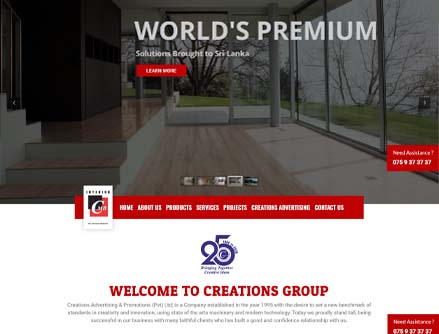 WORLD'S PREMIUM
Solutions Brought to Sri Lanka
LEARN MORE
Need Assistance ?
075 9 37 37 37
INTERIOR
HOME ABOUT US PRODUCTS SERVICES PROJECTS CREATIONS ADVERTISING CONTACT US
25
Bringing Together
Creative Ideas
WELCOME TO CREATIONS GROUP
Creations Advertising & Promotions (Pvt) Ltd; is a Company established in the year 1995 with the desire to set a new benchmark of
standards in creativity and innovation, using state of the arts machinery and modern technology. Today we proudly stand tall, being
successful in our business with many faithful clients who has built a good and confidence relationship with us.
Need Assistance ?
075 9 37 37 37